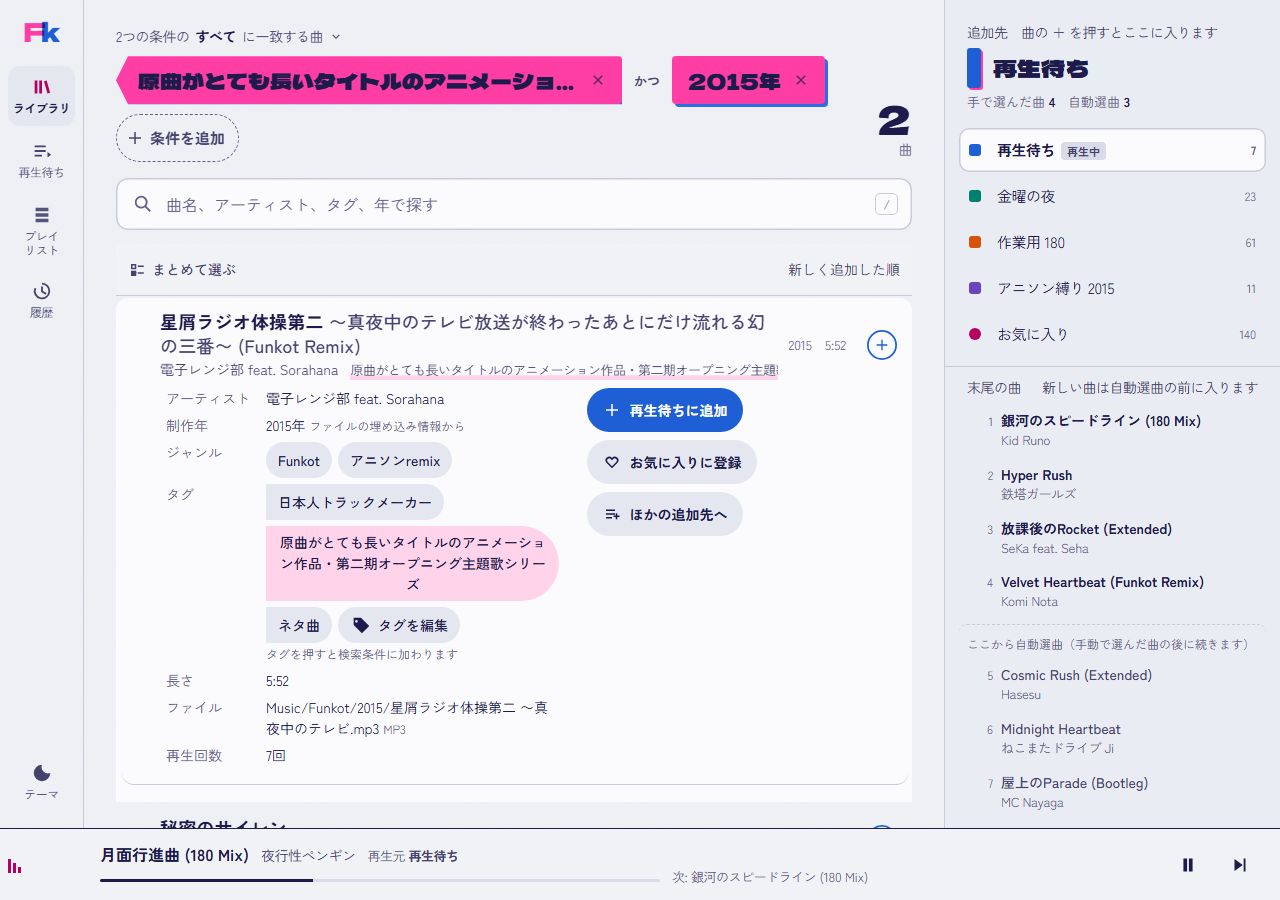 Fk
ライブラリ
再生待ち
プレイ
リスト
履歴
テーマ
2つの条件の すべて に一致する曲
原曲がとても長いタイトルのアニメーショ… ×
かつ
2015年 ×
+ 条件を追加
2
曲
曲名、アーティスト、タグ、年で探す
/
まとめて選ぶ
新しく追加した順
星屑ラジオ体操第二 〜真夜中のテレビ放送が終わったあとにだけ流れる幻
の三番〜 (Funkot Remix)
2015 5:52
電子レンジ部 feat. Sorahana 原曲がとても長いタイトルのアニメーション作品・第二期オープニング主題
アーティスト 電子レンジ部 feat. Sorahana
制作年 2015年 ファイルの埋め込み情報から
ジャンル Funkot アニソンremix
タグ 日本人トラックメーカー
原曲がとても長いタイトルのアニメーショ
ン作品・第二期オープニング主題歌シリー
ズ
ネタ曲 タグを編集
タグを押すと検索条件に加わります
長さ 5:52
ファイル Music/Funkot/2015/星屑ラジオ体操第二 〜真
夜中のテレビ.mp3 MP3
再生回数 7回
+ 再生待ちに追加
お気に入りに登録
ほかの追加先へ
秘密のサイレン
追加先 曲の + を押すとここに入ります
再生待ち
手で選んだ曲 4 自動選曲 3
再生待ち 再生中 7
金曜の夜 23
作業用 180 61
アニソン縛り 2015 11
お気に入り 140
末尾の曲 新しい曲は自動選曲の前に入ります
1 銀河のスピードライン (180 Mix)
Kid Runo
2 Hyper Rush
鉄塔ガールズ
3 放課後のRocket (Extended)
SeKa feat. Seha
4 Velvet Heartbeat (Funkot Remix)
Komi Nota
ここから自動選曲（手動で選んだ曲の後に続きます）
5 Cosmic Rush (Extended)
Hasesu
6 Midnight Heartbeat
ねこまたドライブ Ji
7 屋上のParade (Bootleg)
MC Nayaga
月面行進曲 (180 Mix) 夜行性ペンギン 再生元 再生待ち
次: 銀河のスピードライン (180 Mix)